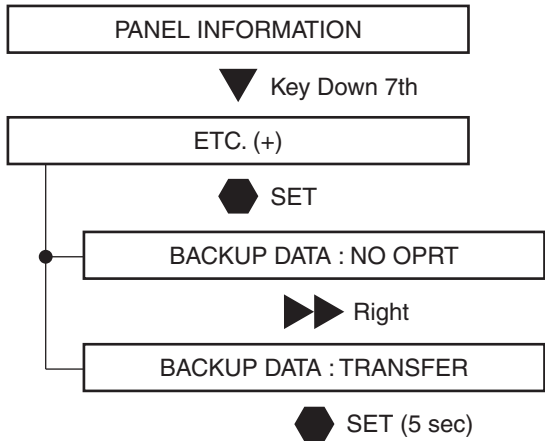 PANEL INFORMATION
Key Down 7th
ETC. (+)
SET
BACKUP DATA : NO OPRT
Right
BACKUP DATA : TRANSFER
SET (5 sec)